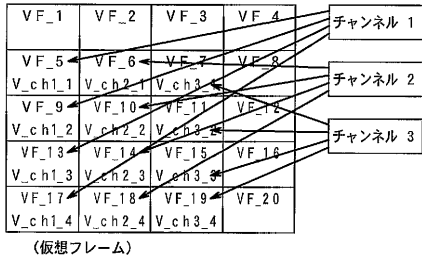 VF_1 VF_2 VF_3 VF_4
チャンネル 1
VF_5 VF_6 VF_7 VF_8
V_ch1_1 V_ch2_1 V_ch3_1
チャンネル 2
VF_9 VF_10 VF_11 VF_12
V_ch1_2 V_ch2_2 V_ch3_2
チャンネル 3
VF_13 VF_14 VF_15 VF_16
V_ch1_3 V_ch2_3 V_ch3_3
VF_17 VF_18 VF_19 VF_20
V_ch1_4 V_ch2_4 V_ch3_4
(仮想フレーム)